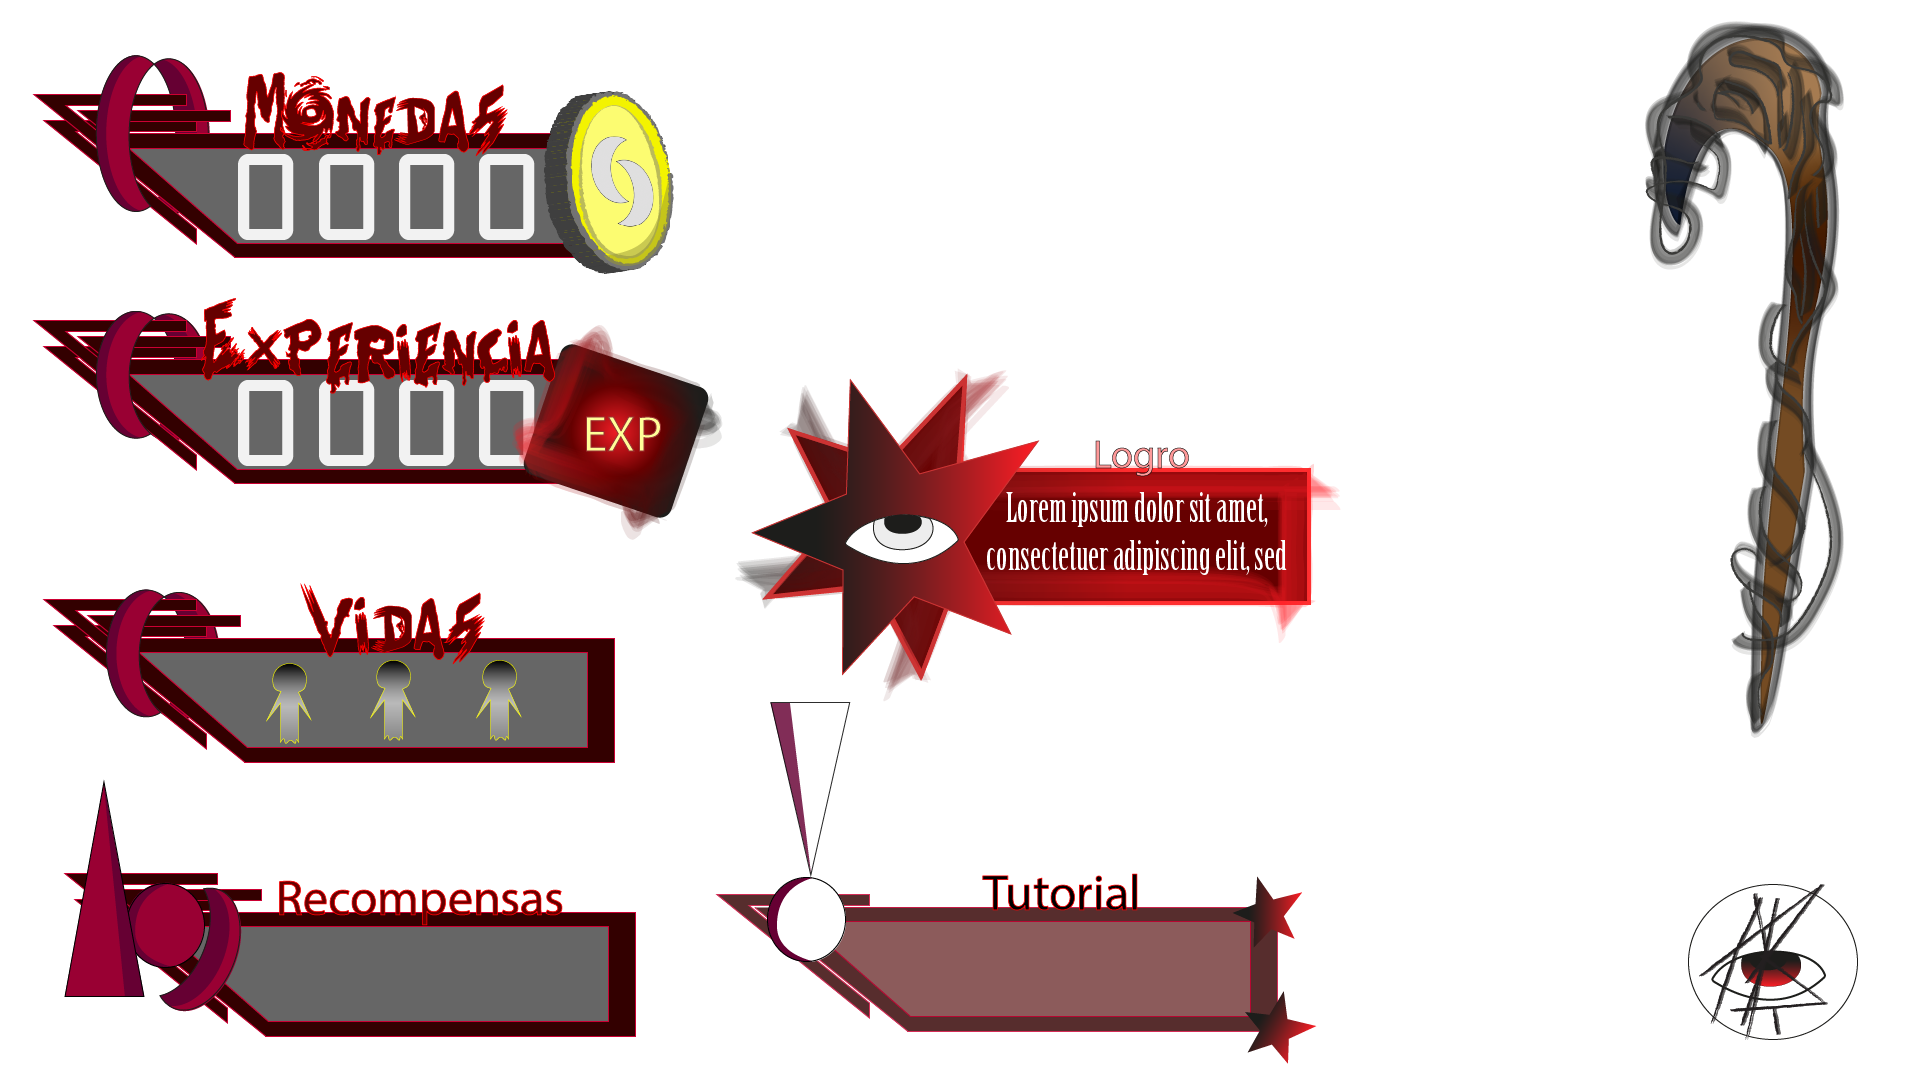 Monedas
Experiencia
EXP
Logro
Lorem ipsum dolor sit amet,
consectetuer adipiscing elit, sed
Vidas
Recompensas
Tutorial